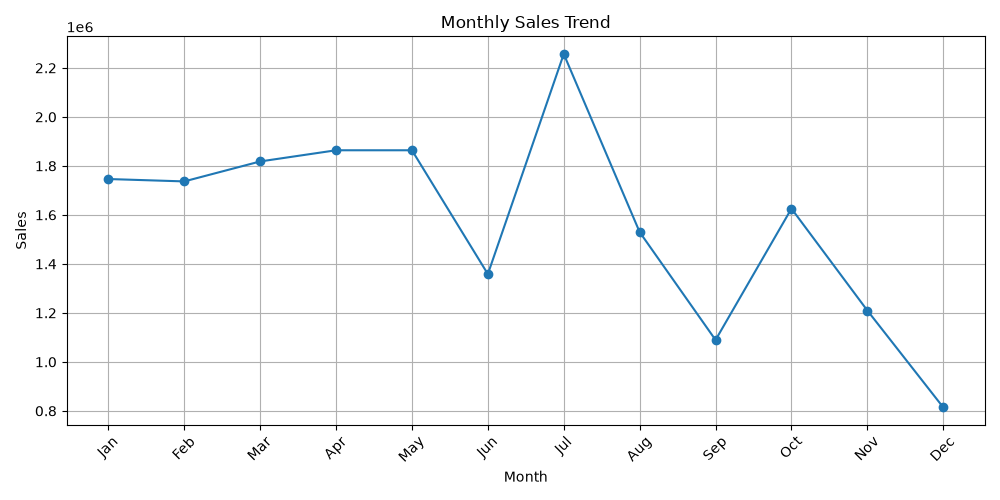 Monthly Sales Trend
1e6
2.2
2.0
1.8
1.6
1.4
1.2
1.0
0.8
Sales
Jan Feb Mar Apr May Jun Jul Aug Sep Oct Nov Dec
Month